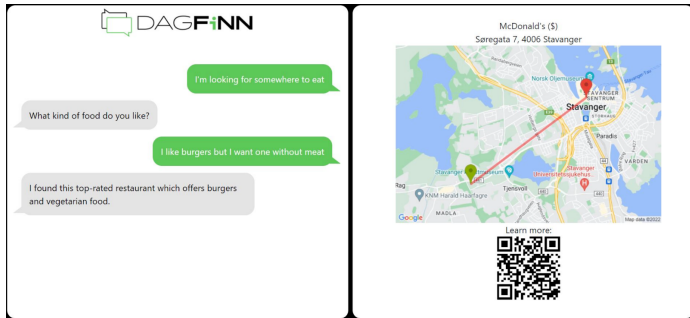 DAGFiNN
I'm looking for somewhere to eat
What kind of food do you like?
I like burgers but I want one without meat
I found this top-rated restaurant which offers burgers
and vegetarian food.
McDonald's ($)
Søregata 7, 4006 Stavanger
Norsk Oljemuseum
STAVANGER
SENTRUM
Stavanger
STORHAUG
Paradis
VÅRDEN
Stavanger
Universitetssjukehus
Tjensvoll
KNM Harald Haarfagre
MADLA
Google
Map data ©2022
Learn more: